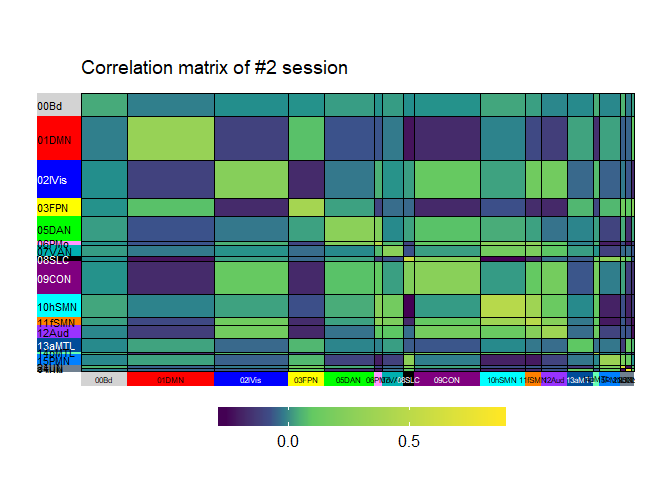 Correlation matrix of #2 session
00Bd
01DMN
02lVis
03FPN
05DAN
06PMo
07VAN
08SLC
09CON
10hSMN
11fSMN
12Aud
13aMTL
15PMN
00Bd 01DMN 02lVis 03FPN 05DAN 08SLC 09CON 10hSMN 11fSMN 12Aud
0.0 0.5